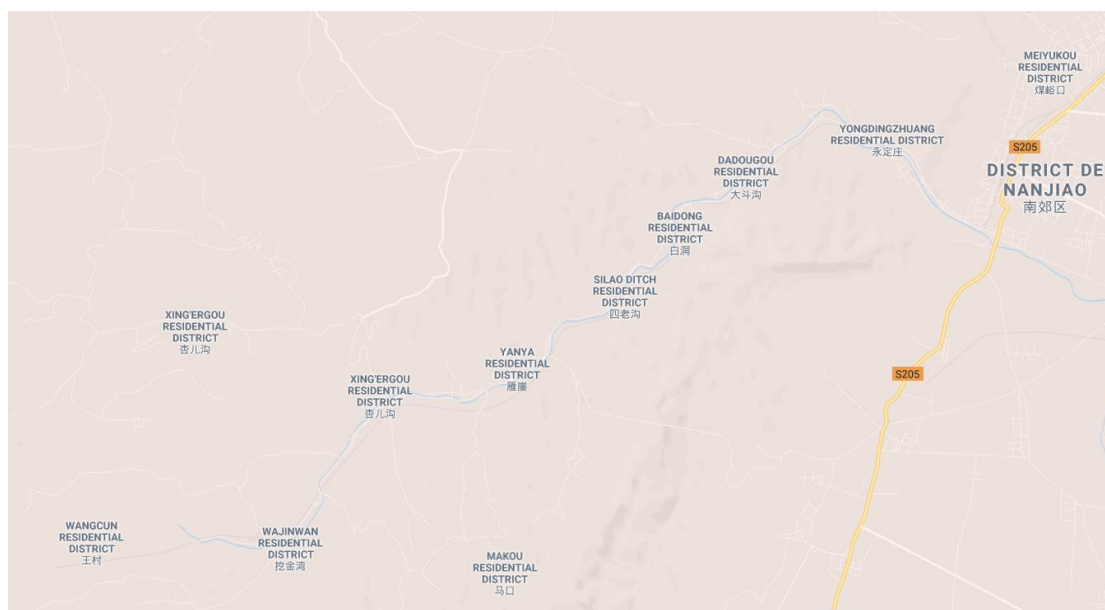 MEIYUKOU
RESIDENTIAL
DISTRICT
煤峪口
YONGDINGZHUANG
RESIDENTIAL DISTRICT
永定庄
S205
DADOUGOU
RESIDENTIAL
DISTRICT
大斗沟
DISTRICT DE
NANJIAO
南郊区
BAIDONG
RESIDENTIAL
DISTRICT
白洞
SILAO DITCH
RESIDENTIAL
DISTRICT
四老沟
XING'ERGOU
RESIDENTIAL
DISTRICT
杏儿沟
YANYA
RESIDENTIAL
DISTRICT
雁崖
S205
XING'ERGOU
RESIDENTIAL
DISTRICT
杏儿沟
WANGCUN
RESIDENTIAL
DISTRICT
王村
WAJINWAN
RESIDENTIAL
DISTRICT
挖金湾
MAKOU
RESIDENTIAL
DISTRICT
马口